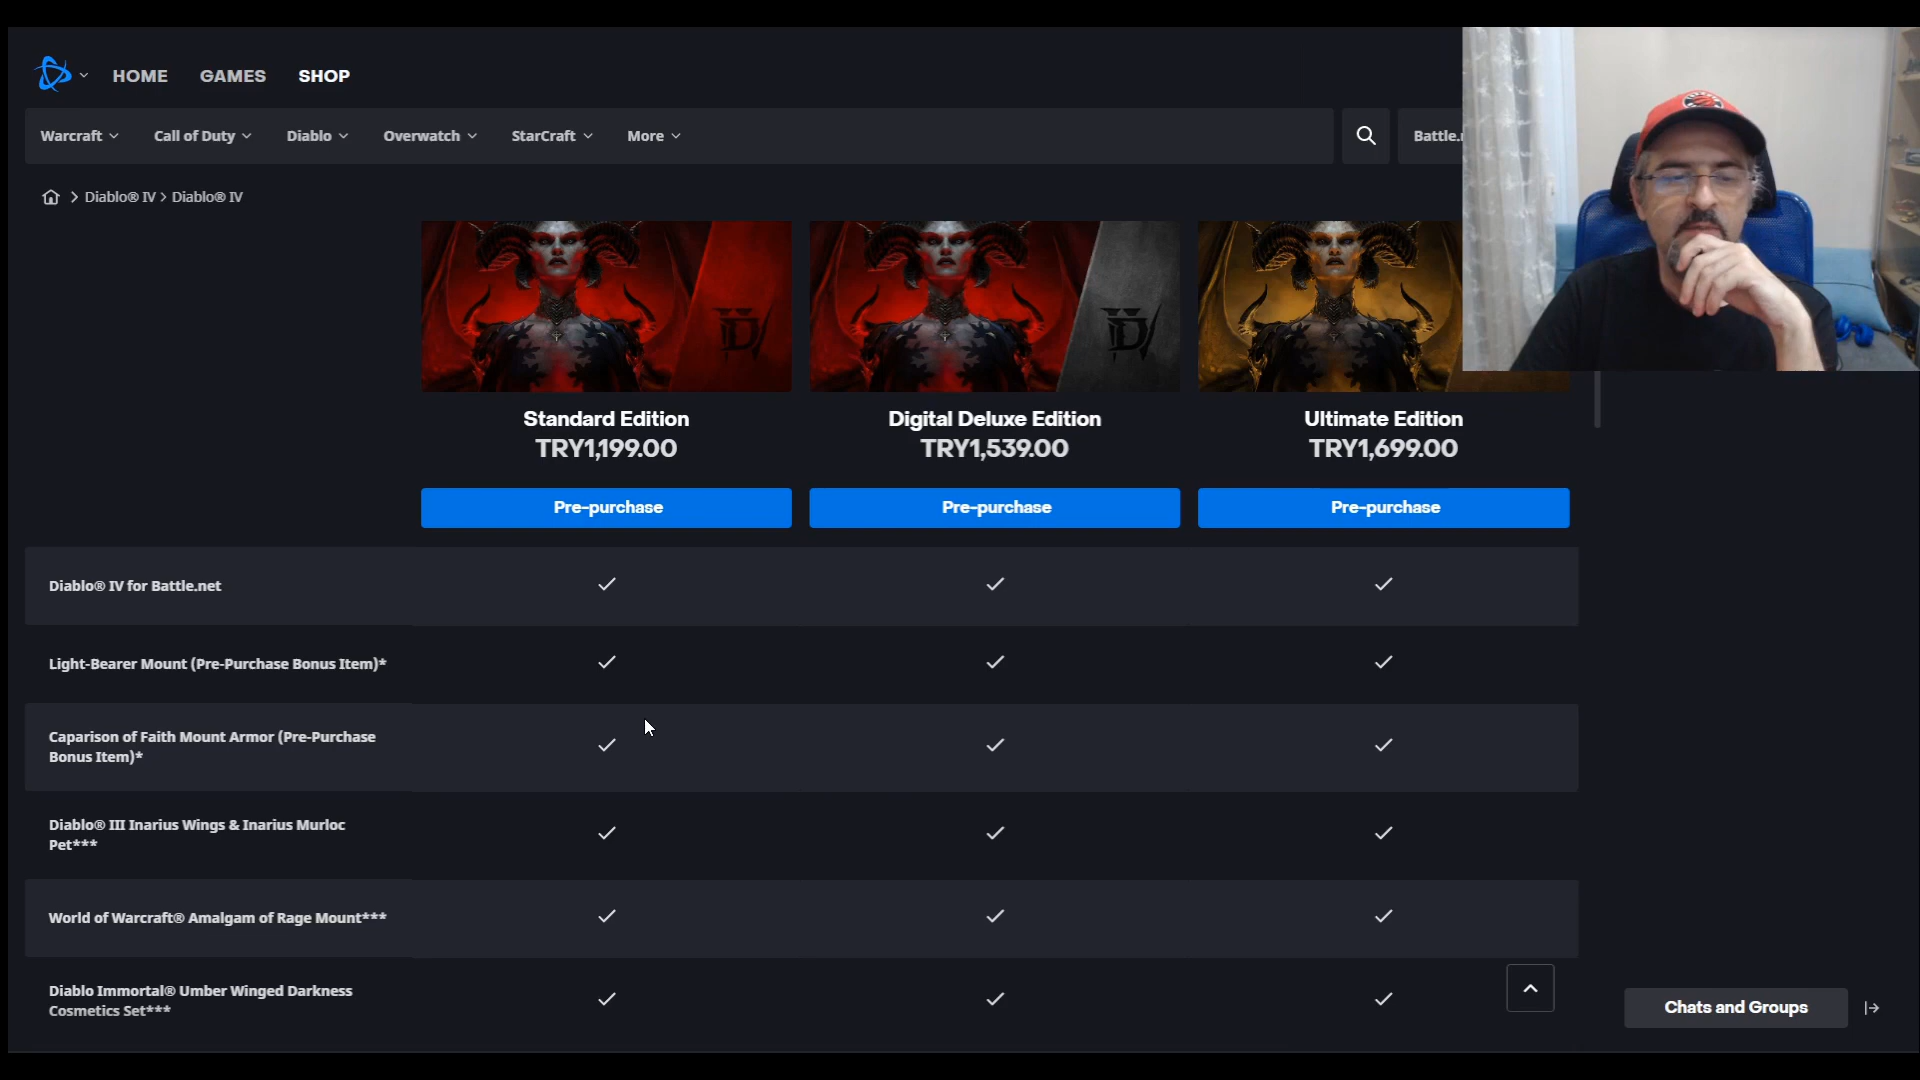 HOME GAMES SHOP
Warcraft Call of Duty Diablo Overwatch StarCraft More
Diablo® IV > Diablo® IV
Standard Edition Digital Deluxe Edition Ultimate Edition
TRY1,199.00 TRY1,539.00 TRY1,699.00
Pre-purchase Pre-purchase Pre-purchase
Diablo® IV for Battle.net
Light-Bearer Mount (Pre-Purchase Bonus Item)*
Caparison of Faith Mount Armor (Pre-Purchase
Bonus Item)*
Diablo® III Inarius Wings & Inarius Murloc
Pet***
World of Warcraft® Amalgam of Rage Mount***
Diablo Immortal® Umber Winged Darkness
Cosmetics Set***
Chats and Groups